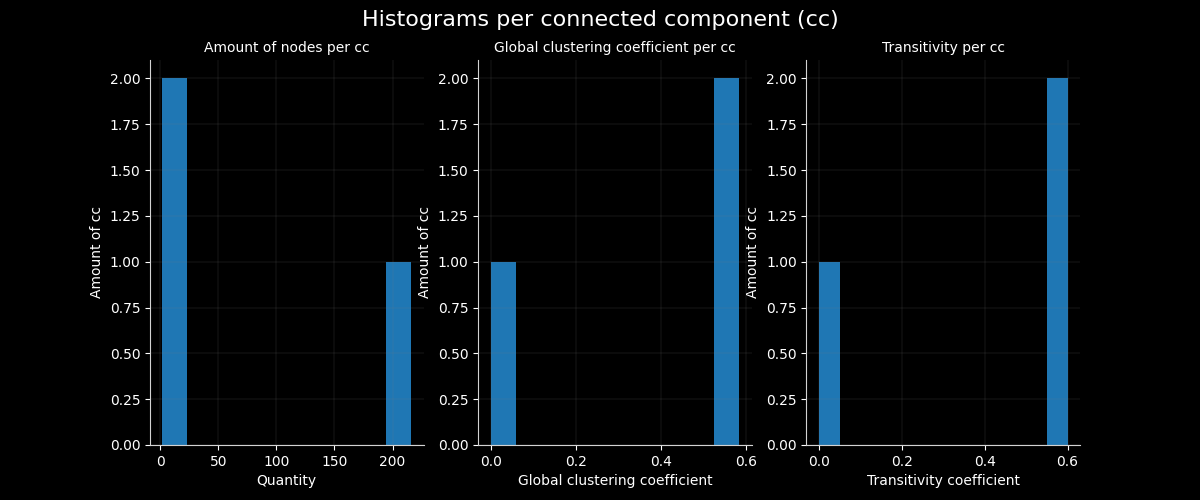 Histograms per connected component (cc)
Amount of nodes per cc
Amount of cc
2.00
1.75
1.50
1.25
1.00
0.75
0.50
0.25
0.00
0 50 100 150 200
Quantity
Global clustering coefficient per cc
Amount of cc
2.00
1.75
1.50
1.25
1.00
0.75
0.50
0.25
0.00
0.0 0.2 0.4 0.6
Global clustering coefficient
Transitivity per cc
Amount of cc
2.00
1.75
1.50
1.25
1.00
0.75
0.50
0.25
0.00
0.0 0.2 0.4 0.6
Transitivity coefficient